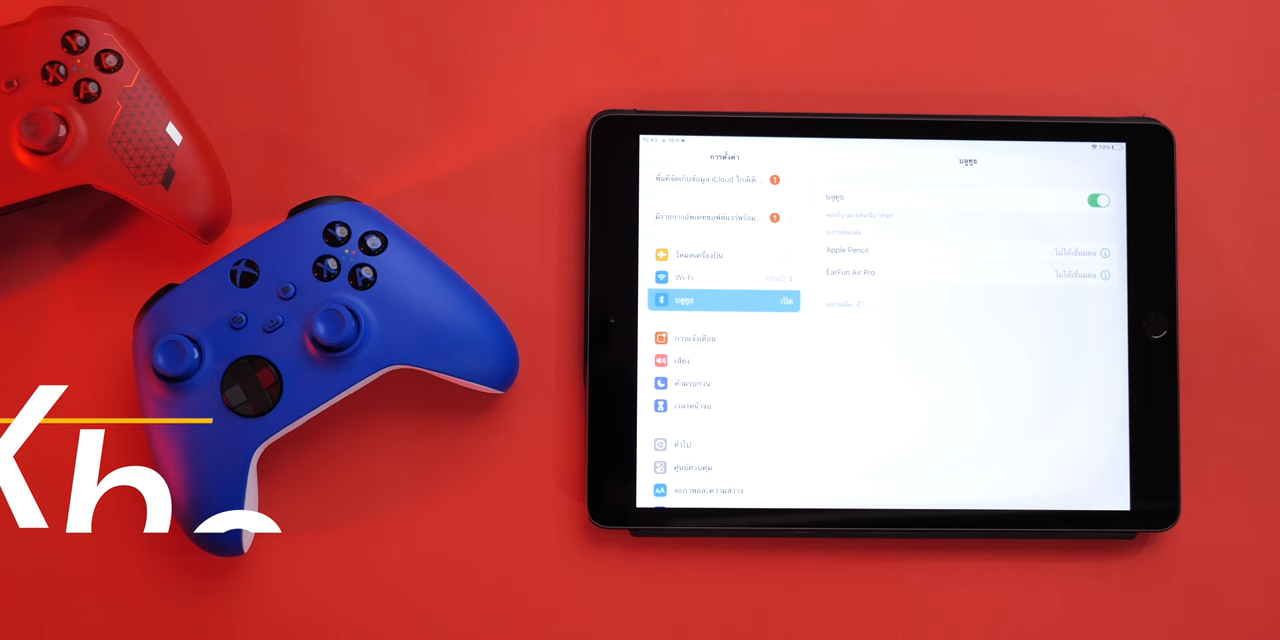 Y
B
X
A
Y
B
X
A
Xbo
15:43
13%
การตั้งค่า
พื้นที่จัดเก็บข้อมูล iCloud ใกล้เต็...
1
มีรายการอัพเดทซอฟต์แวร์พร้อม...
1
โหมดเครื่องบิน
Wi-Fi
บลูทูธ
เปิด
การแจ้งเตือน
เสียง
ห้ามรบกวน
เวลาหน้าจอ
ทั่วไป
ศูนย์ควบคุม
AA
จอภาพและความสว่าง
บลูทูธ
บลูทูธ
อุปกรณ์ของฉัน
Apple Pencil
ไม่ได้เชื่อมต่อ
EarFun Air Pro
ไม่ได้เชื่อมต่อ
อุปกรณ์อื่น